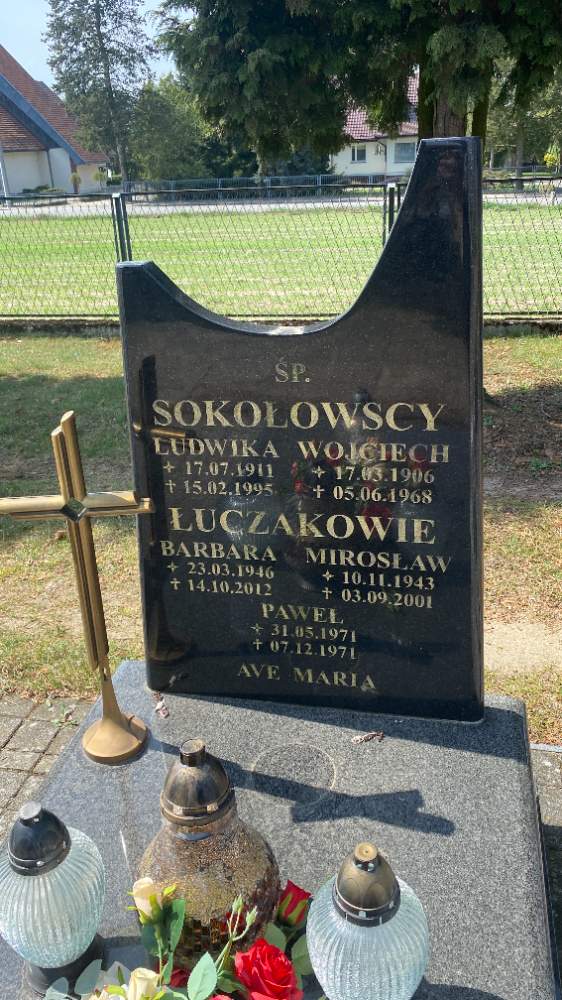 ŚP.
SOKOŁOWSCY
LUDWIKA WOJCIECH
✢ 17.07.1911 ✢ 17.03.1906
✝ 15.02.1995 ✝ 05.06.1968
ŁUCZAKOWIE
BARBARA MIROSŁAW
✢ 23.03.1946 ✢ 10.11.1943
✝ 14.10.2012 ✝ 03.09.2001
PAWEŁ
✢ 31.05.1971
✝ 07.12.1971
AVE MARIA